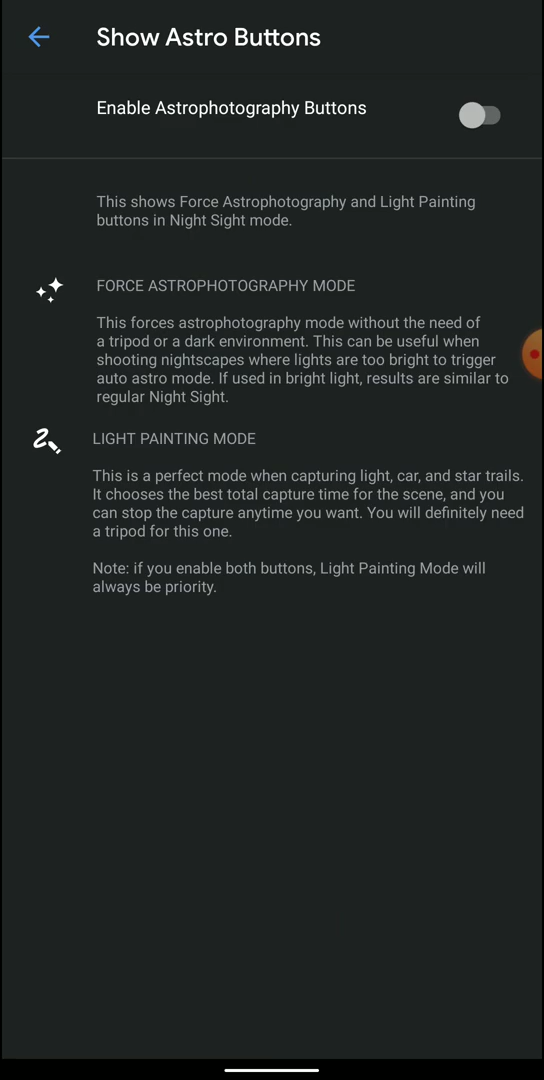 Show Astro Buttons
Enable Astrophotography Buttons
This shows Force Astrophotography and Light Painting
buttons in Night Sight mode.
FORCE ASTROPHOTOGRAPHY MODE
This forces astrophotography mode without the need of
a tripod or a dark environment. This can be useful when
shooting nightscapes where lights are too bright to trigger
auto astro mode. If used in bright light, results are similar to
regular Night Sight.
LIGHT PAINTING MODE
This is a perfect mode when capturing light, car, and star trails.
It chooses the best total capture time for the scene, and you
can stop the capture anytime you want. You will definitely need
a tripod for this one.
Note: if you enable both buttons, Light Painting Mode will
always be priority.